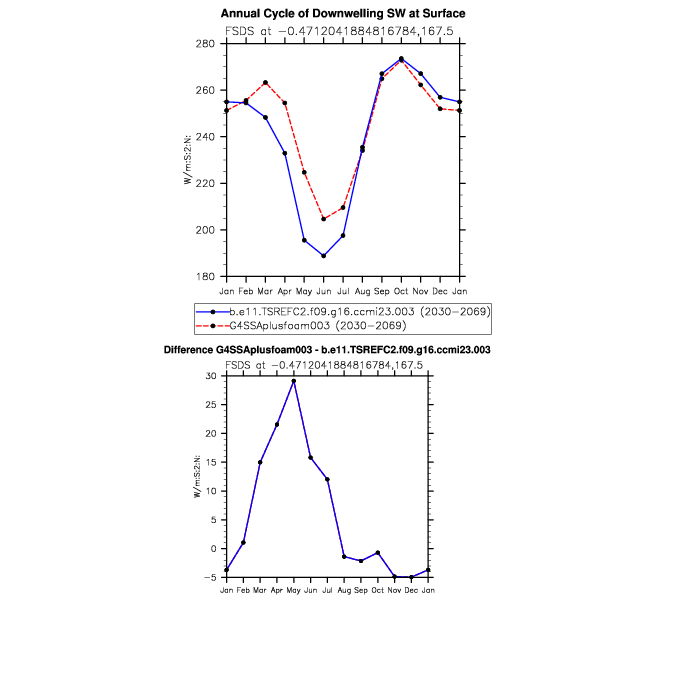 Annual Cycle of Downwelling SW at Surface
FSDS at −0.4712041884816784,167.5
280
260
240
220
200
180
W/m:S:2:N:
Jan Feb Mar Apr May Jun Jul Aug Sep Oct Nov Dec Jan
b.e11.TSREFC2.f09.g16.ccmi23.003 (2030−2069)
G4SSAplusfoam003 (2030−2069)
Difference G4SSAplusfoam003 - b.e11.TSREFC2.f09.g16.ccmi23.003
FSDS at −0.4712041884816784,167.5
30
25
20
15
10
5
0
−5
W/m:S:2:N:
Jan Feb Mar Apr May Jun Jul Aug Sep Oct Nov Dec Jan